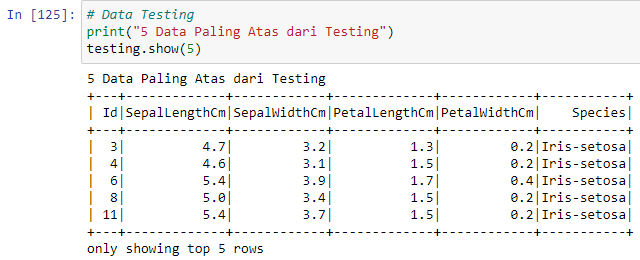 In [125]: # Data Testing
print("5 Data Paling Atas dari Testing")
testing.show(5)
5 Data Paling Atas dari Testing
+---+-------------+------------+-------------+------------+-----------+
| Id|SepalLengthCm|SepalWidthCm|PetalLengthCm|PetalWidthCm|    Species|
+---+-------------+------------+-------------+------------+-----------+
|  3|          4.7|         3.2|          1.3|         0.2|Iris-setosa|
|  4|          4.6|         3.1|          1.5|         0.2|Iris-setosa|
|  6|          5.4|         3.9|          1.7|         0.4|Iris-setosa|
|  8|          5.0|         3.4|          1.5|         0.2|Iris-setosa|
| 11|          5.4|         3.7|          1.5|         0.2|Iris-setosa|
+---+-------------+------------+-------------+------------+-----------+
only showing top 5 rows